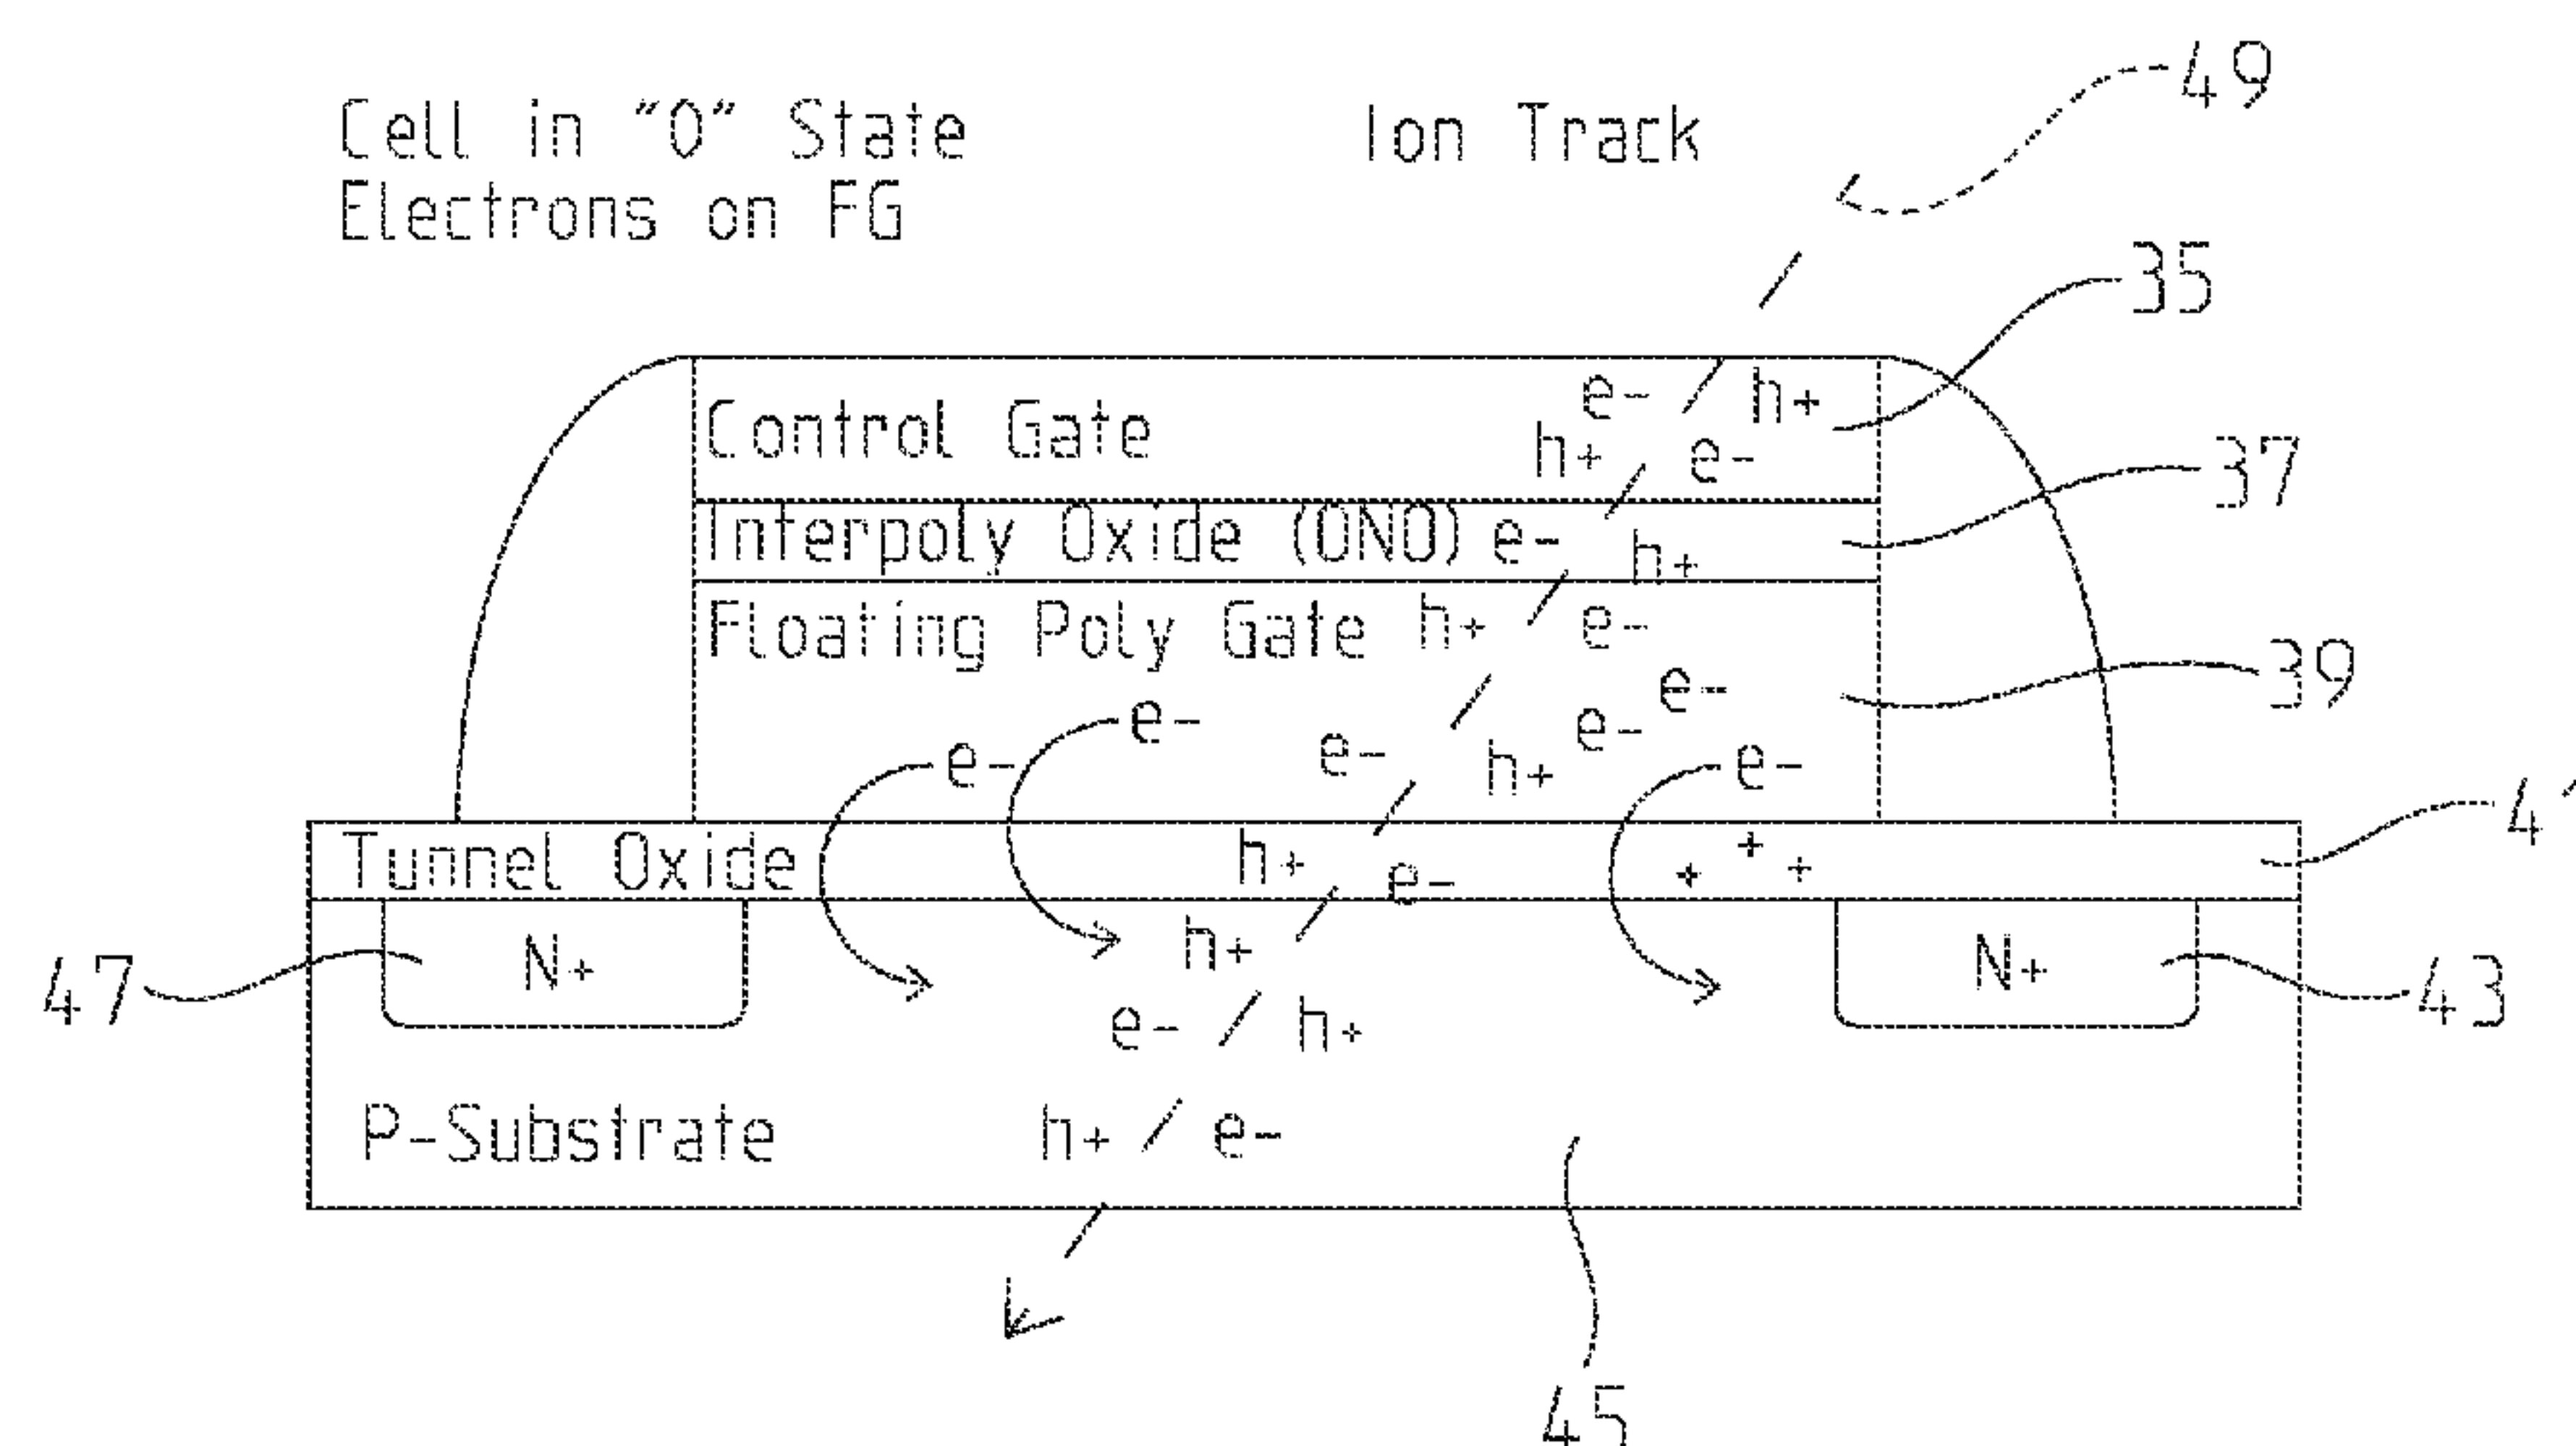 Cell in "0" State
Electrons on FG
Ion Track
49
35
Control Gate e- h+
h+ e-
37
Interpoly Oxide (ONO) e- h+
Floating Poly Gate h+ e-
39
e- e-
e- e- h+ e- e-
41
Tunnel Oxide h+ e- + + +
47 N+ h+ N+ 43
e- h+
P-Substrate h+ e-
45